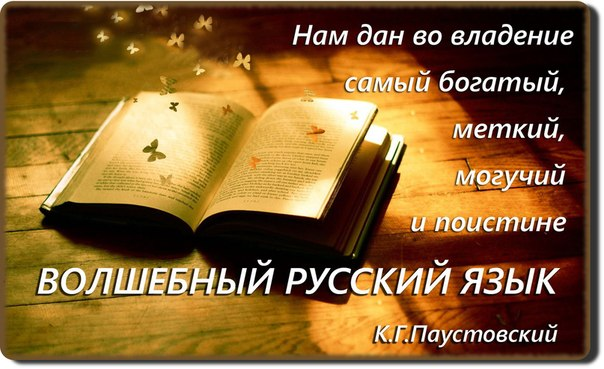 Нам дан во владение
самый богатый,
меткий,
могучий
и поистине
ВОЛШЕБНЫЙ РУССКИЙ ЯЗЫК
К.Г.Паустовский